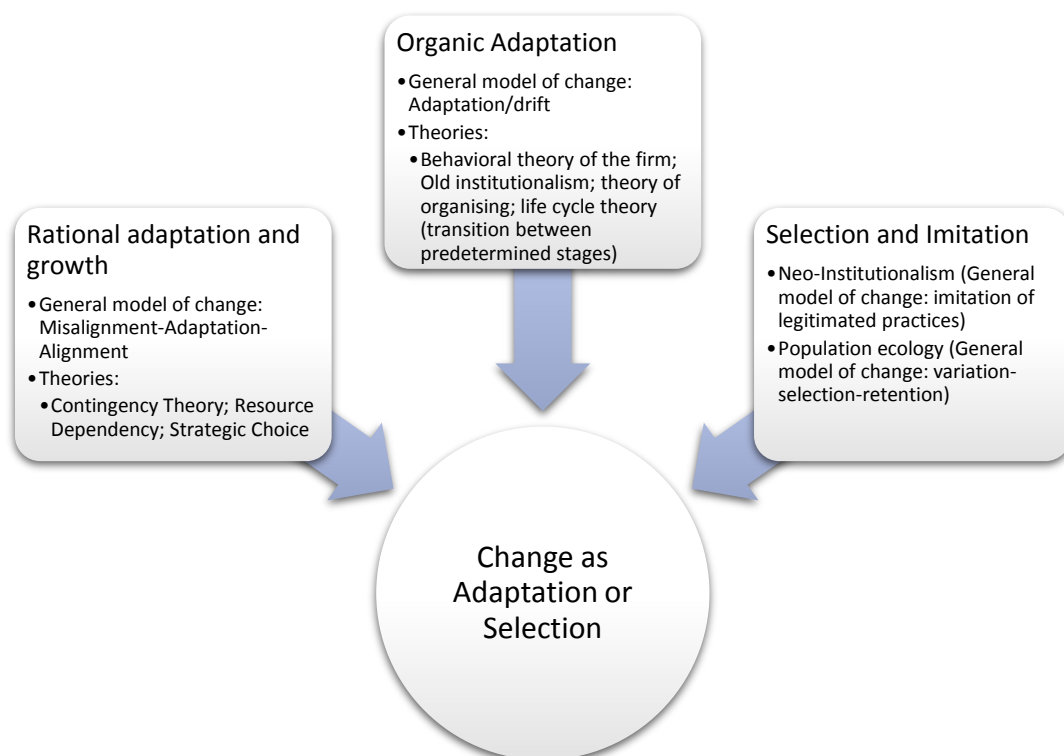 Organic Adaptation
•General model of change:
Adaptation/drift
•Theories:
•Behavioral theory of the firm;
Old institutionalism; theory of
organising; life cycle theory
(transition between
predetermined stages)
Rational adaptation and
growth
•General model of change:
Misalignment-Adaptation-
Alignment
•Theories:
•Contingency Theory; Resource
Dependency; Strategic Choice
Selection and Imitation
•Neo-Institutionalism (General
model of change: imitation of
legitimated practices)
•Population ecology (General
model of change: variation-
selection-retention)
Change as
Adaptation or
Selection